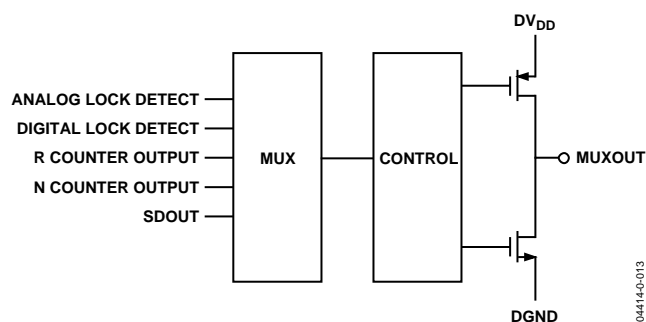 DVDD
ANALOG LOCK DETECT
DIGITAL LOCK DETECT
R COUNTER OUTPUT
N COUNTER OUTPUT
SDOUT
MUX
CONTROL
MUXOUT
DGND
04414-0-013